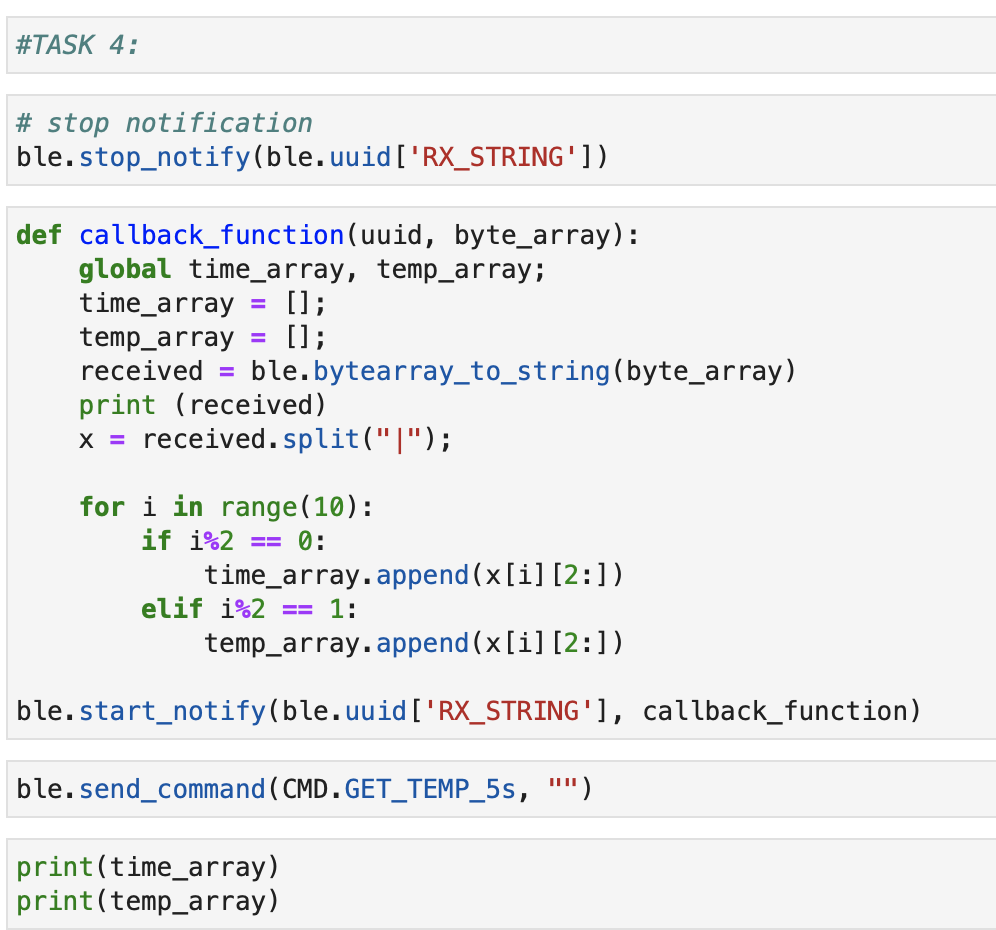 #TASK 4:
# stop notification
ble.stop_notify(ble.uuid['RX_STRING'])
def callback_function(uuid, byte_array):
    global time_array, temp_array;
    time_array = [];
    temp_array = [];
    received = ble.bytearray_to_string(byte_array)
    print (received)
    x = received.split("|");
    for i in range(10):
        if i%2 == 0:
            time_array.append(x[i][2:])
        elif i%2 == 1:
            temp_array.append(x[i][2:])
ble.start_notify(ble.uuid['RX_STRING'], callback_function)
ble.send_command(CMD.GET_TEMP_5s, "")
print(time_array)
print(temp_array)